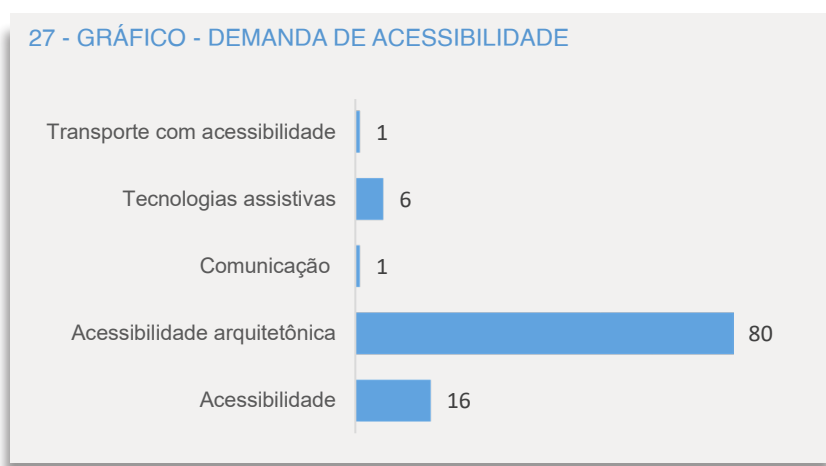 27 - GRÁFICO - DEMANDA DE ACESSIBILIDADE
Transporte com acessibilidade 1
Tecnologias assistivas 6
Comunicação 1
Acessibilidade arquitetônica 80
Acessibilidade 16